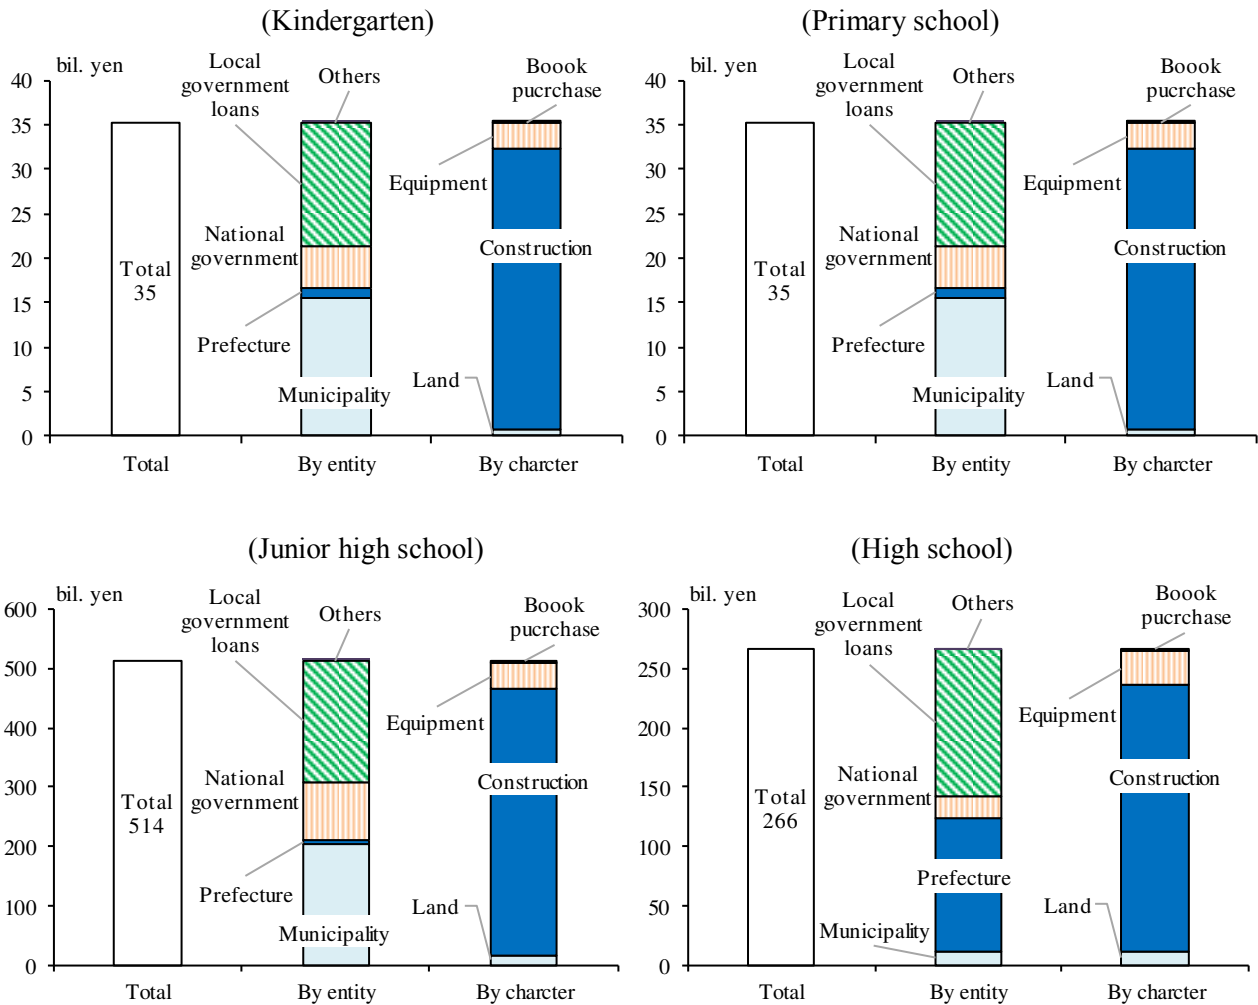 (Kindergarten)
bil. yen
Local
government
loans
Others
Boook
pucrchase
40
35
30
25
20
15
10
5
0
Equipment
National
government
Construction
Total
35
Prefecture
Land
Municipality
Total
By entity
By charcter
(Primary school)
bil. yen
Local
government
loans
Others
Boook
pucrchase
40
35
30
25
20
15
10
5
0
Equipment
National
government
Construction
Total
35
Prefecture
Land
Municipality
Total
By entity
By charcter
(Junior high school)
bil. yen
Local
government
loans
Others
Boook
pucrchase
600
500
400
300
200
100
0
Equipment
National
government
Construction
Total
514
Prefecture
Land
Municipality
Total
By entity
By charcter
(High school)
bil. yen
Local
government
loans
Others
Boook
pucrchase
300
250
200
150
100
50
0
Equipment
National
government
Construction
Total
266
Prefecture
Land
Municipality
Total
By entity
By charcter